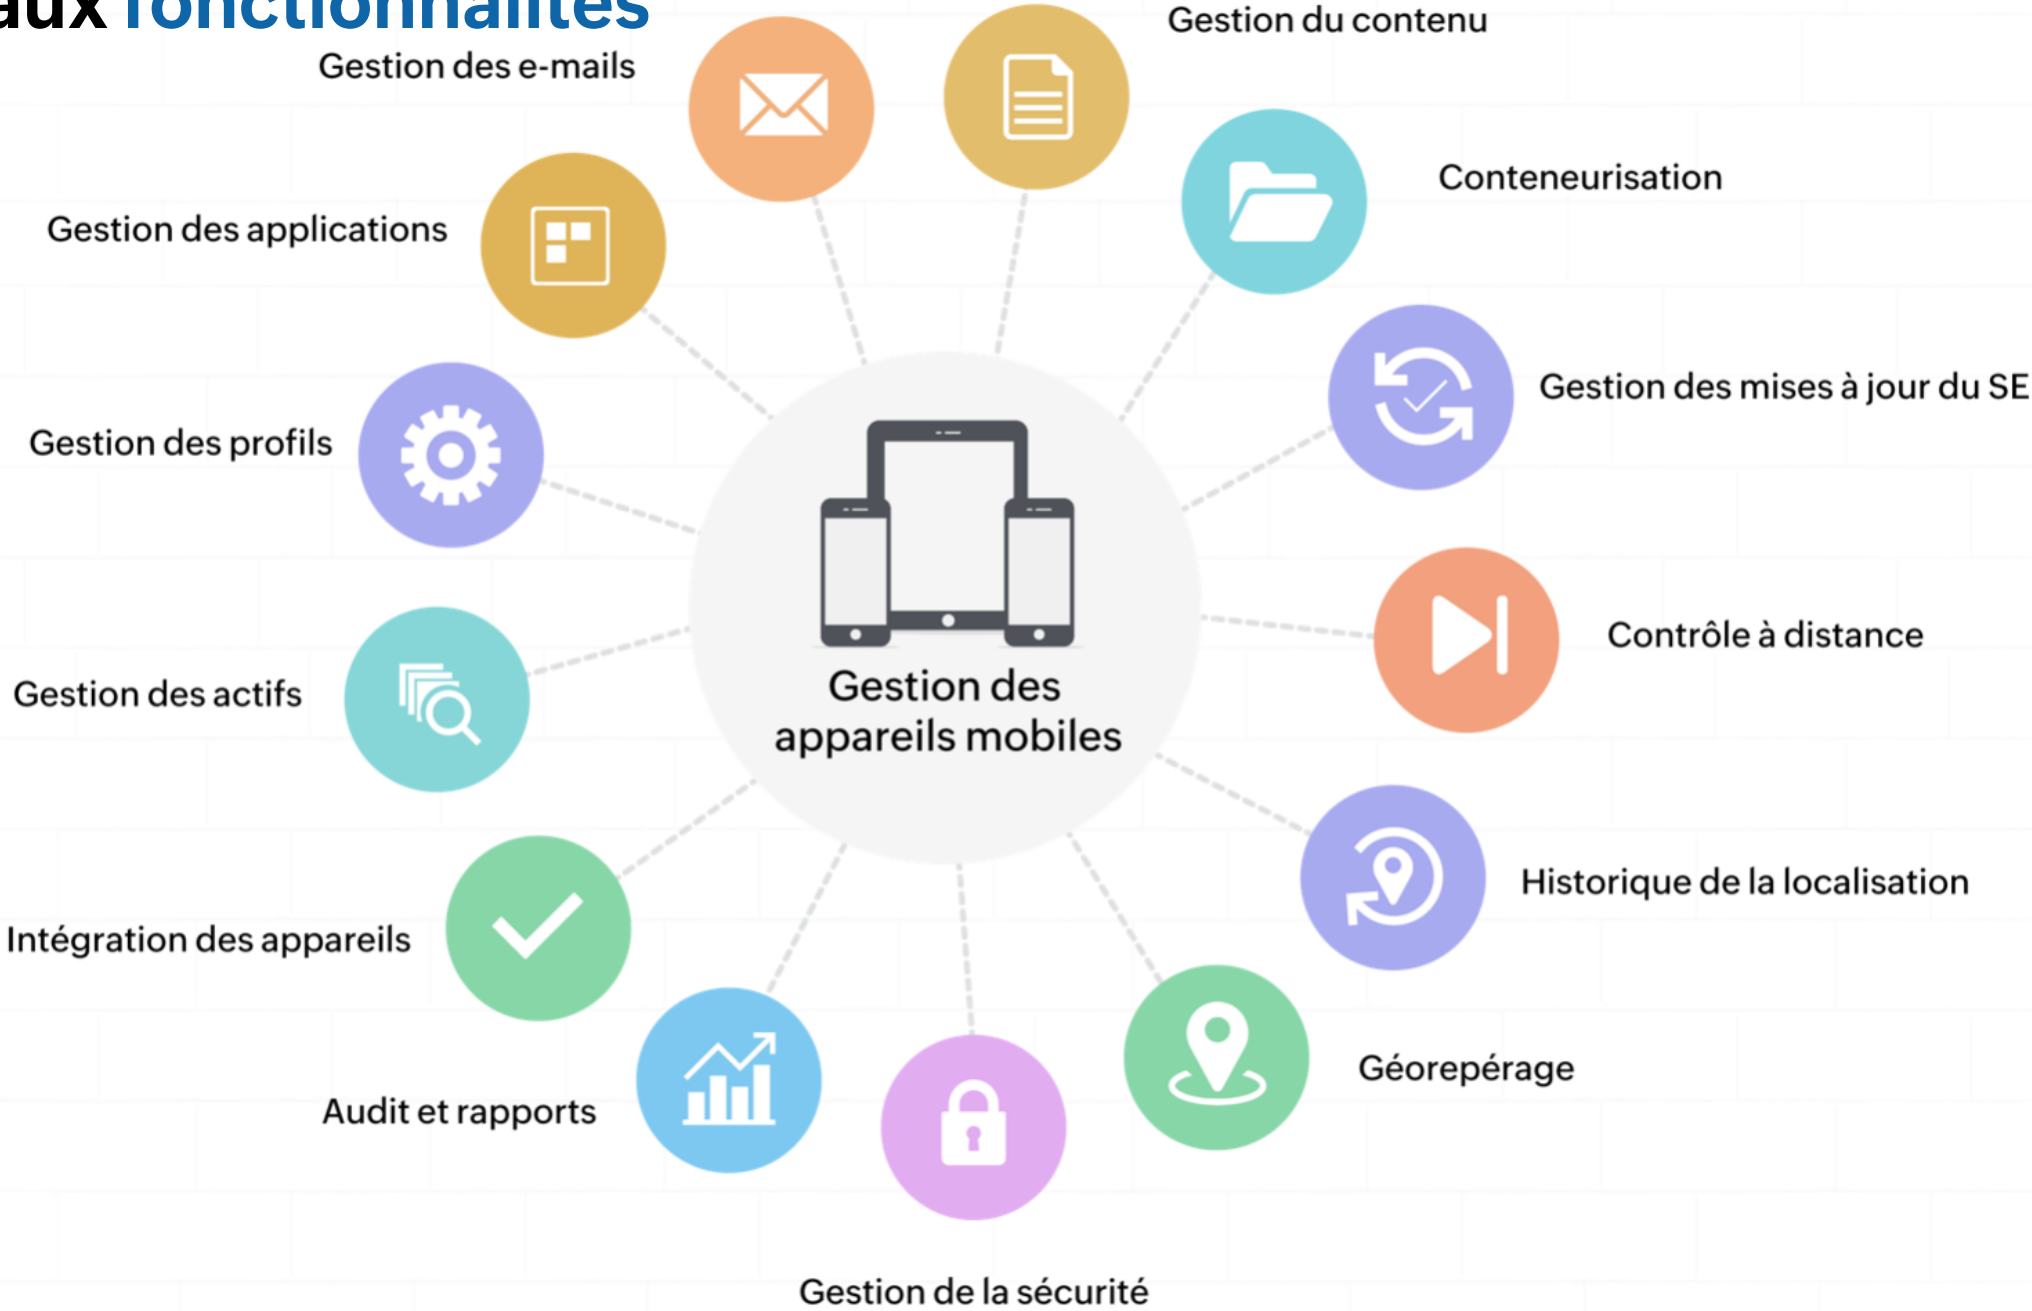 aux fonctionnalités
Gestion du contenu
Gestion des e-mails
Conteneurisation
Gestion des applications
Gestion des mises à jour du SE
Gestion des profils
Contrôle à distance
Gestion des
appareils mobiles
Gestion des actifs
Historique de la localisation
Intégration des appareils
Géorepérage
Audit et rapports
Gestion de la sécurité